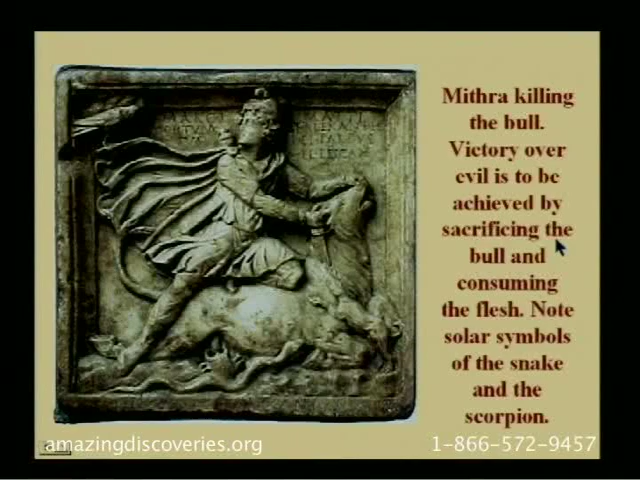 Mithra killing
the bull.
Victory over
evil is to be
achieved by
sacrificing the
bull and
consuming
the flesh. Note
solar symbols
of the snake
and the
scorpion.
amazingdiscoveries.org
1-866-572-9457